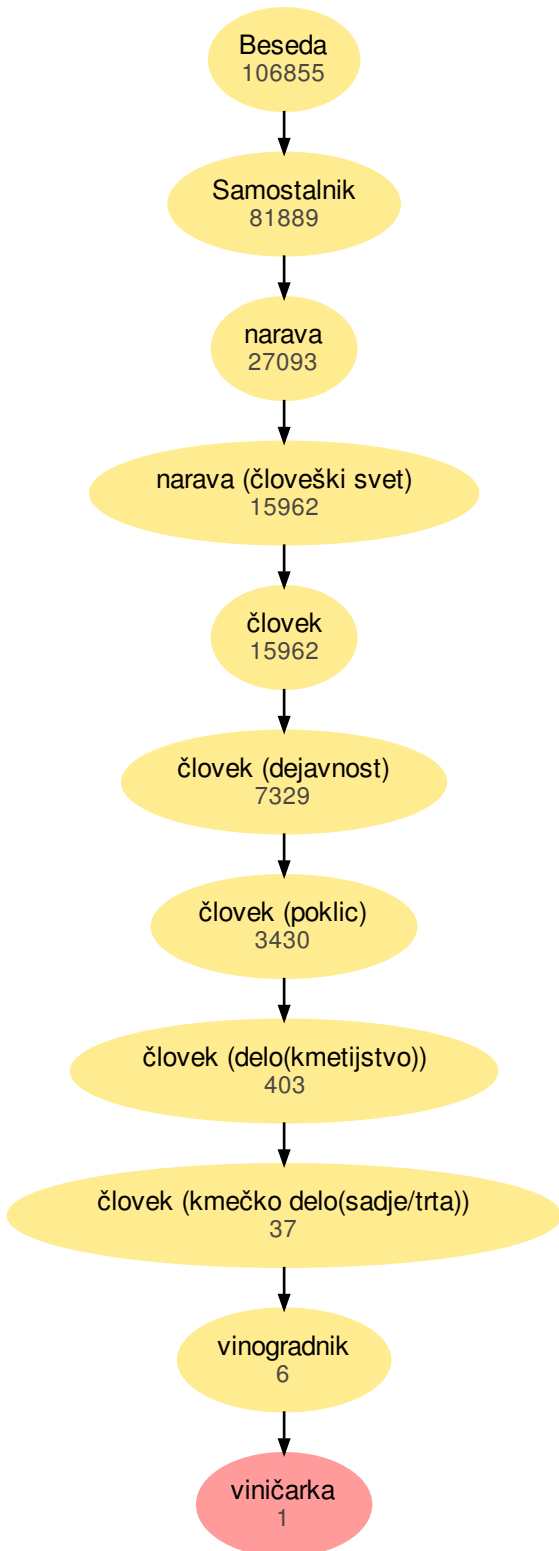 Beseda
106855
Samostalnik
81889
narava
27093
narava (človeški svet)
15962
človek
15962
človek (dejavnost)
7329
človek (poklic)
3430
človek (delo(kmetijstvo))
403
človek (kmečko delo(sadje/trta))
37
vinogradnik
6
viničarka
1